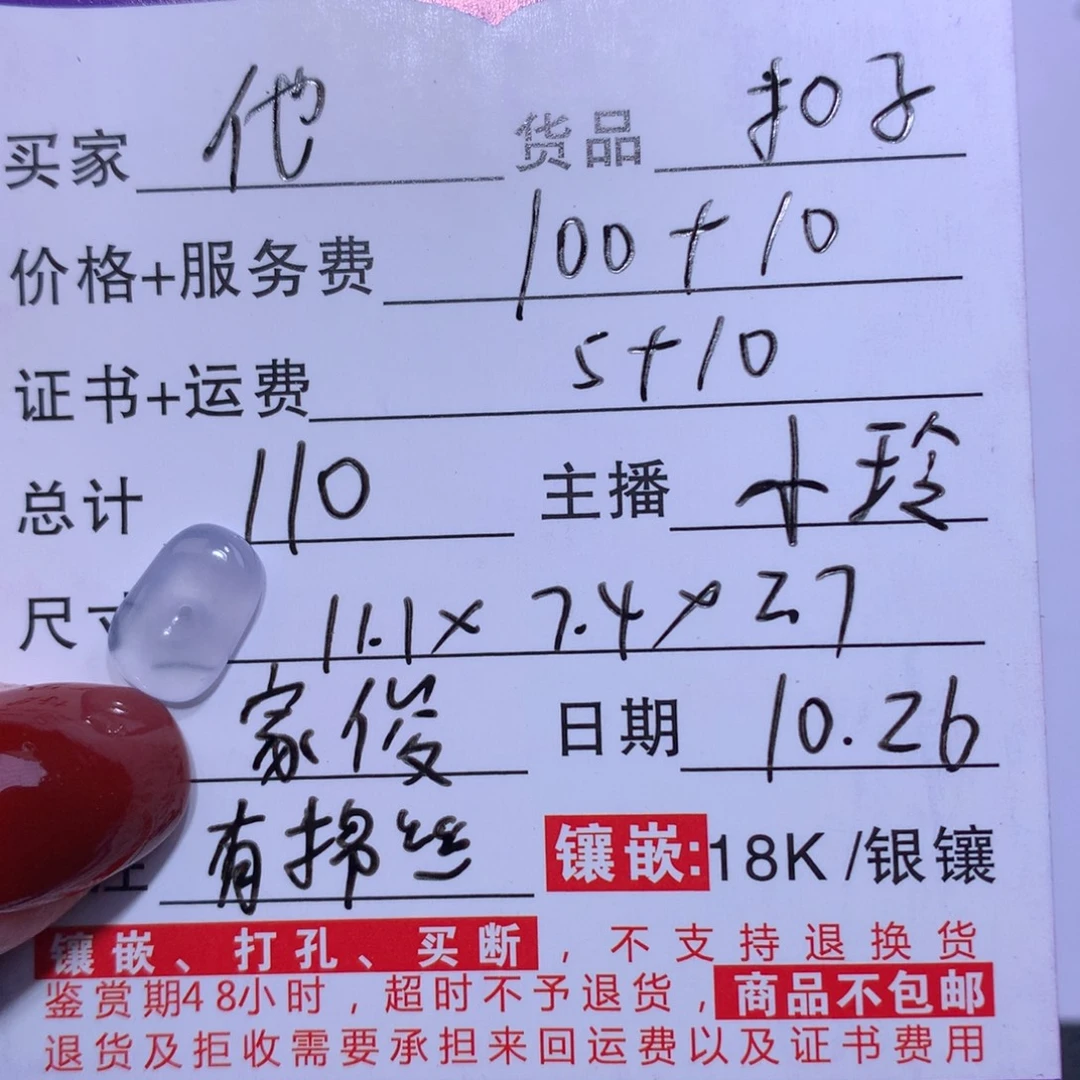 买家 他 货品 扣子
价格+服务费 100+10
证书+运费 5+10
总计 110 主播 小玲
尺寸 11.1×7.4×2.7
家俊 日期 10.26
有棉丝 镶嵌:18K/银镶
镶嵌、打孔、买断，不支持退换货
鉴赏期48小时，超时不予退货，商品不包邮
退货及拒收需要承担来回运费以及证书费用